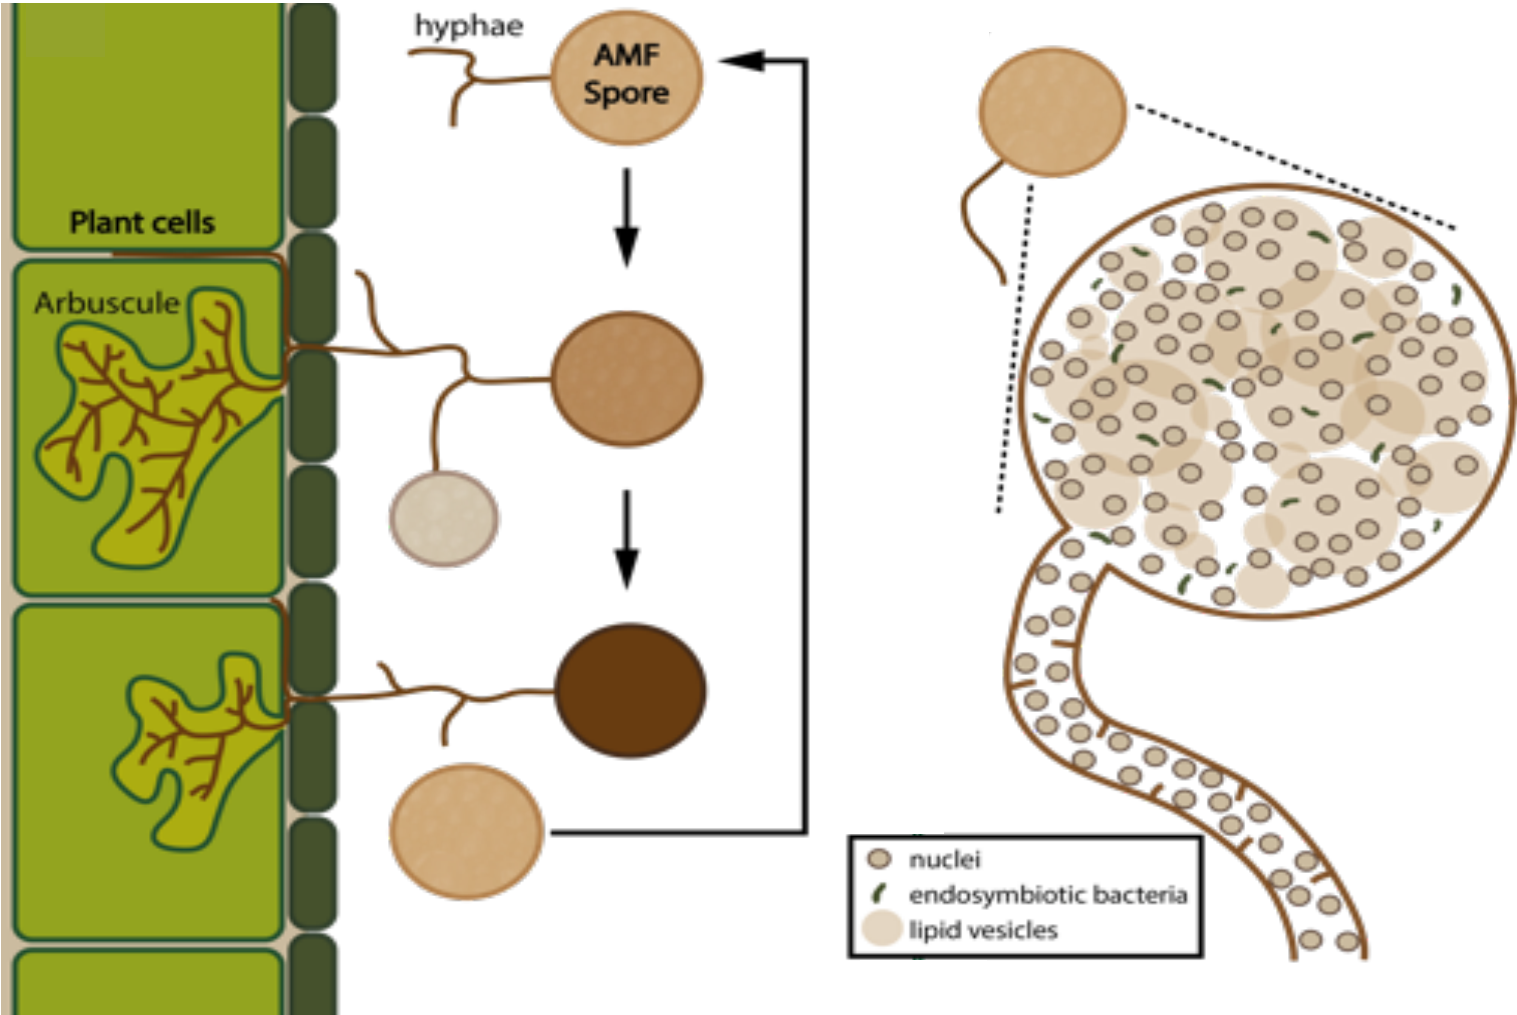 hyphae
AMF
Spore
Plant cells
Arbuscule
nuclei
endosymbiotic bacteria
lipid vesicles